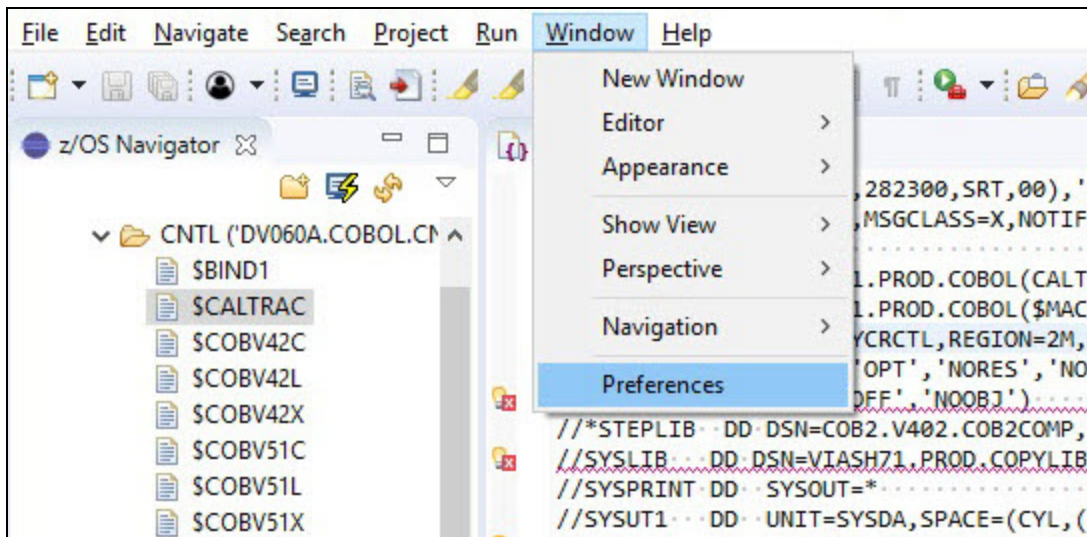 File Edit Navigate Search Project Run Window Help
z/OS Navigator
CNTL ('DV060A.COBOL.CN
$BIND1
$CALTRAC
$COBV42C
$COBV42L
$COBV42X
$COBV51C
$COBV51L
$COBV51X
New Window
Editor
Appearance
Show View
Perspective
Navigation
Preferences
,282300,SRT,00),'
,MSGCLASS=X,NOTIF
1.PROD.COBOL(CALT
1.PROD.COBOL($MAC
YCRCTL,REGION=2M,
'OPT','NORES','NO
OFF','NOOBJ')
//*STEPLIB DD DSN=COB2.V402.COB2COMP,
//SYSLIB DD DSN=VIASH71.PROD.COPYLIB
//SYSPRINT DD SYSOUT=*
//SYSUT1 DD UNIT=SYSDA,SPACE=(CYL,(